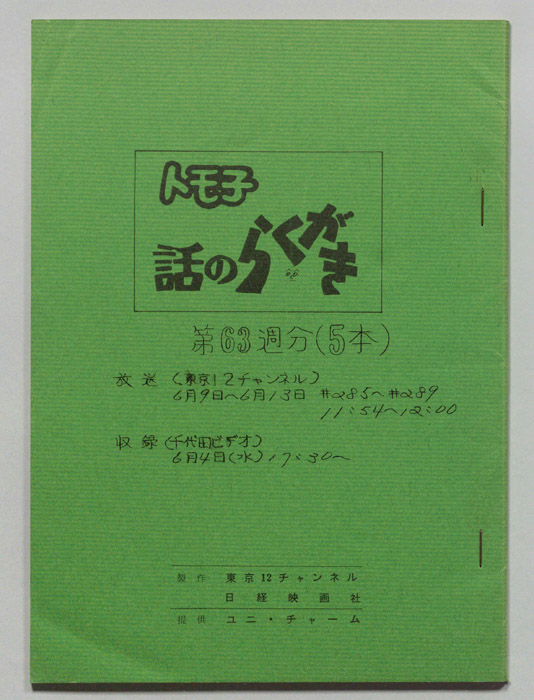 トモ子
話のらくがき
第63週分(5本)
放送(東京12チャンネル)
6月9日~6月13日 #285~#289
11:54~12:00
収録(千代田ビデオ)
6月4日(水) 17:30~
製作 東京12チャンネル
日経映画社
提供 ユニ・チャーム